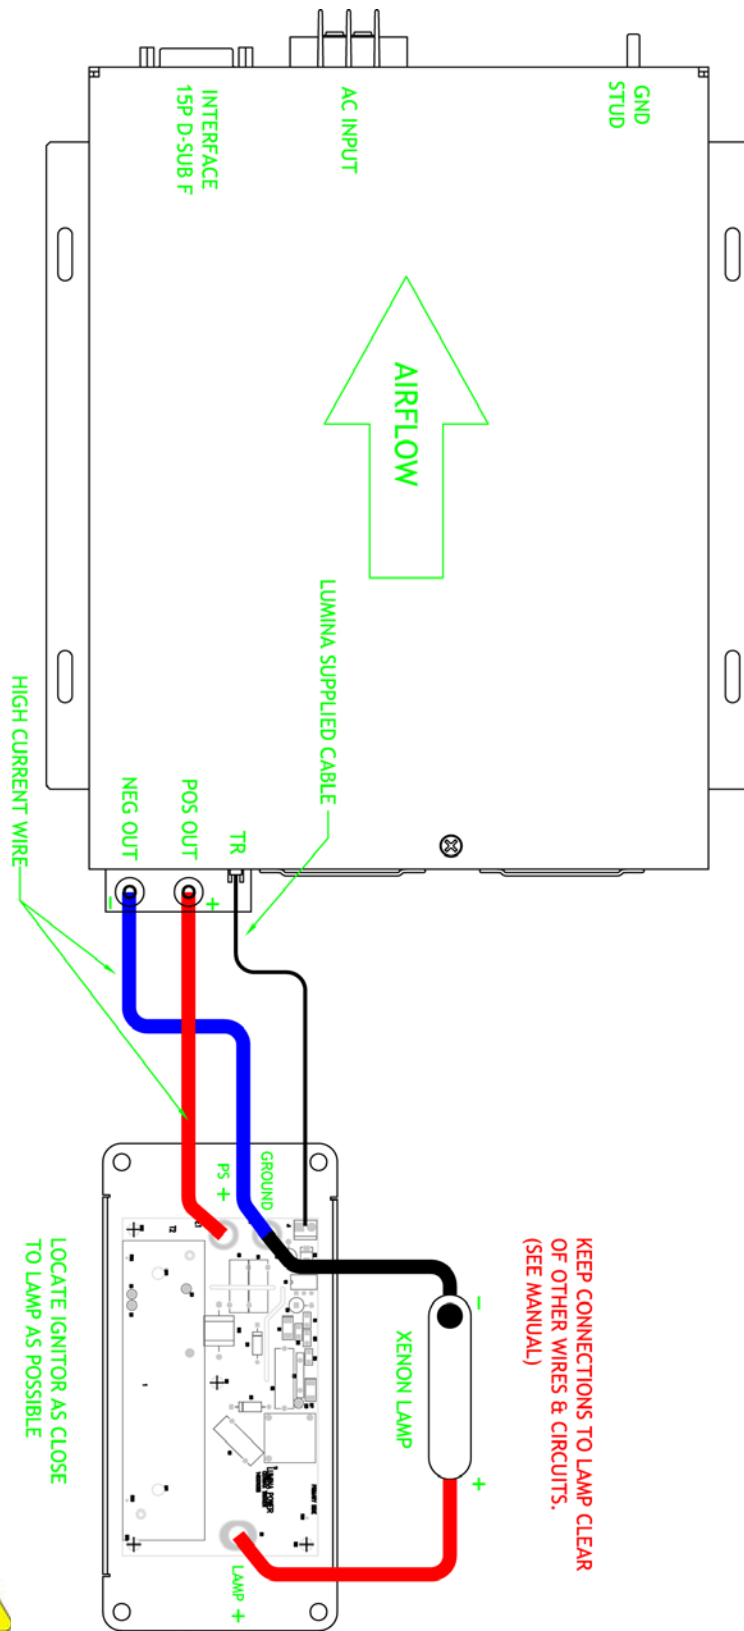 GND
STUD
AC INPUT
INTERFACE
15P D-SUB F
AIRFLOW
LUMINA SUPPLIED CABLE
TR
POS OUT
NEG OUT
+
-
HIGH CURRENT WIRE
GROUND
PS +
KEEP CONNECTIONS TO LAMP CLEAR
OF OTHER WIRES & CIRCUITS.
(SEE MANUAL)
-
XENON LAMP
+
LAMP +
LOCATE IGNITOR AS CLOSE
TO LAMP AS POSSIBLE
T2